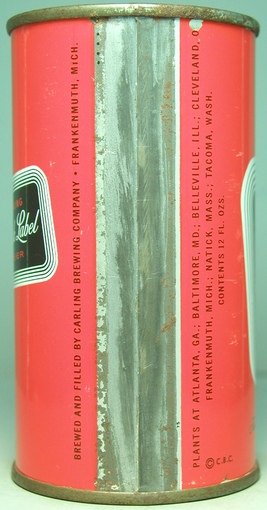 Label
BREWED AND FILLED BY CARLING BREWING COMPANY • FRANKENMUTH, MICH.
PLANTS AT ATLANTA, GA.; BALTIMORE, MD.; BELLEVILLE, ILL.; CLEVELAND, O
FRANKENMUTH, MICH.; NATICK, MASS.; TACOMA, WASH.
CONTENTS 12 FL. OZS.
© C.B.C.